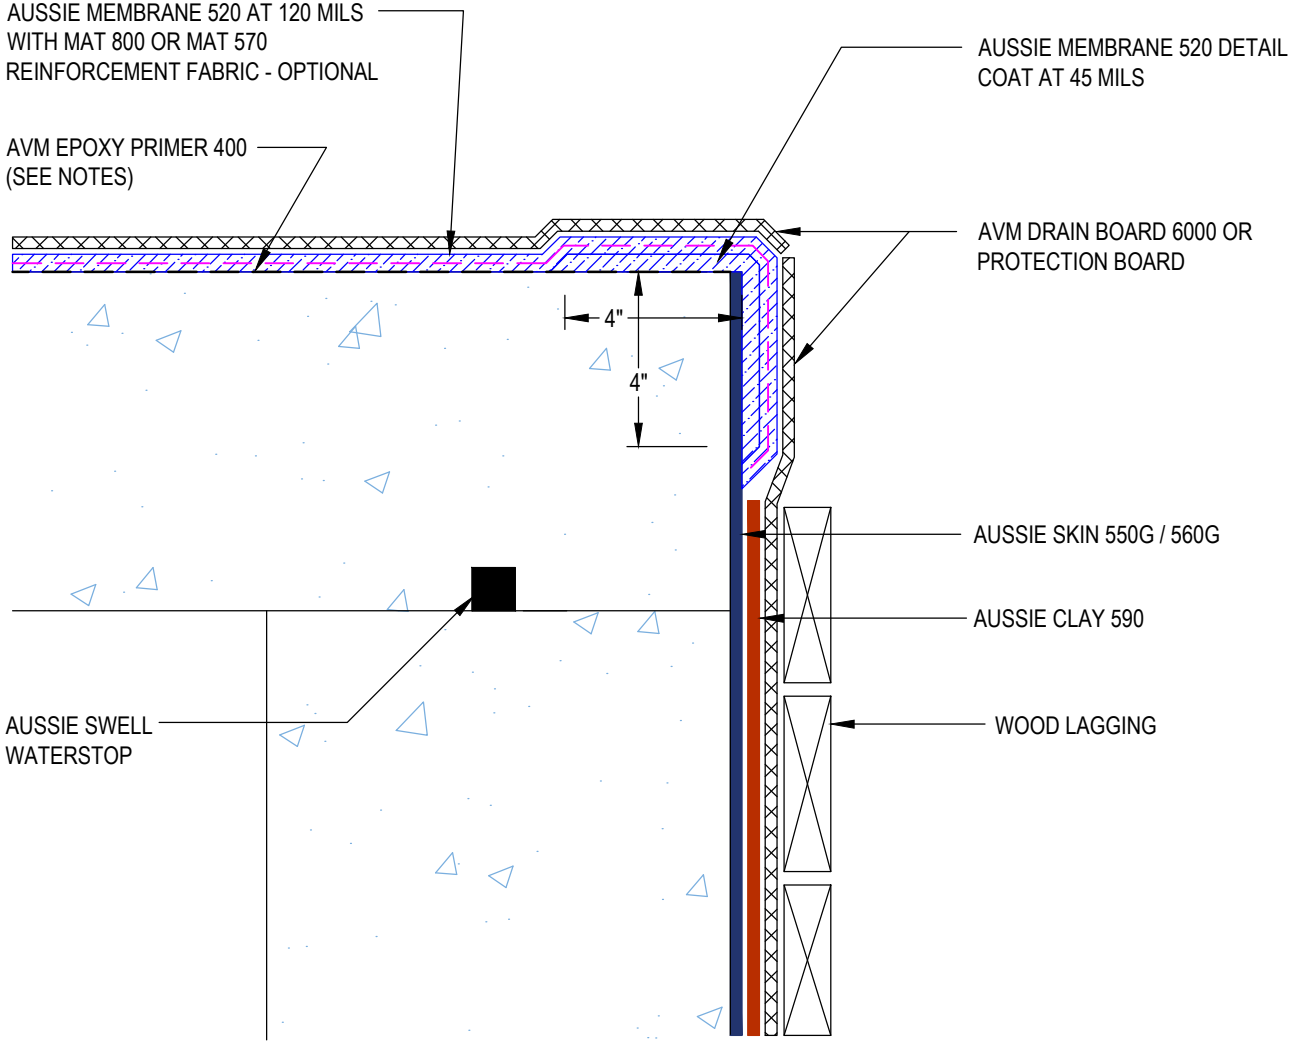 AUSSIE MEMBRANE 520 AT 120 MILS
WITH MAT 800 OR MAT 570
REINFORCEMENT FABRIC - OPTIONAL
AUSSIE MEMBRANE 520 DETAIL
COAT AT 45 MILS
AVM EPOXY PRIMER 400
(SEE NOTES)
AVM DRAIN BOARD 6000 OR
PROTECTION BOARD
4"
4"
AUSSIE SKIN 550G / 560G
AUSSIE CLAY 590
AUSSIE SWELL
WATERSTOP
WOOD LAGGING